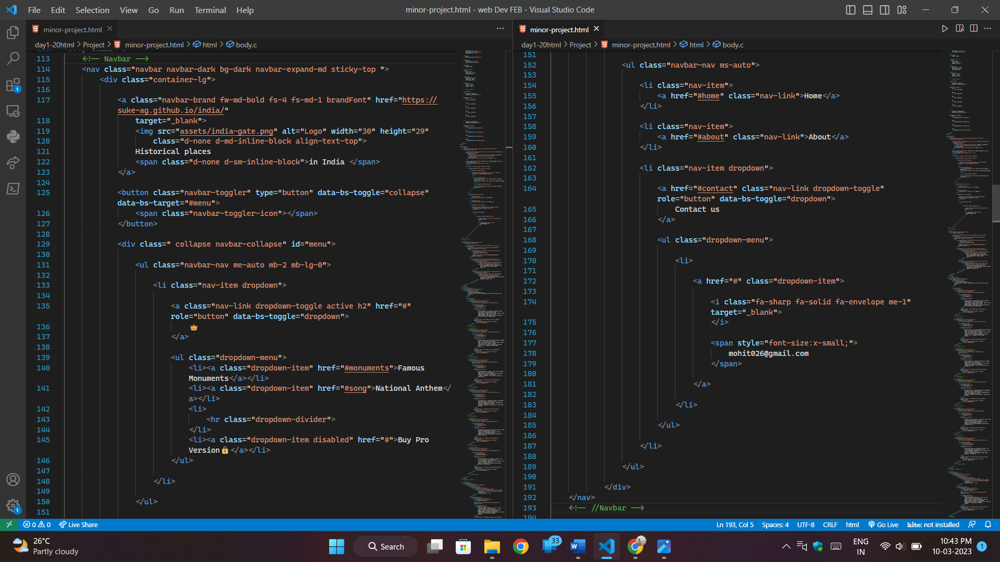 File Edit Selection View Go Run Terminal Help
minor-project.html - web Dev FEB - Visual Studio Code
minor-project.html
day1-20html > Project > minor-project.html > html > body.c
113 <!-- Navbar -->
114 <nav class="navbar navbar-dark bg-dark navbar-expand-md sticky-top ">
115 <div class="container-lg">
116
117 <a class="navbar-brand fw-md-bold fs-4 fs-md-1 brandFont" href="https://
suke-ag.github.io/india/"
118 target="_blank">
119 <img src="assets/india-gate.png" alt="Logo" width="30" height="29"
120 class="d-none d-md-inline-block align-text-top">
121 Historical places
122 <span class="d-none d-sm-inline-block">in India </span>
123 </a>
124
125 <button class="navbar-toggler" type="button" data-bs-toggle="collapse"
data-bs-target="#menu">
126 <span class="navbar-toggler-icon"></span>
127 </button>
128
129 <div class=" collapse navbar-collapse" id="menu">
130
131 <ul class="navbar-nav me-auto mb-2 mb-lg-0">
132
133 <li class="nav-item dropdown">
134
135 <a class="nav-link dropdown-toggle active h2" href="#"
role="button" data-bs-toggle="dropdown">
136 👑
137 </a>
138
139 <ul class="dropdown-menu">
140 <li><a class="dropdown-item" href="#monuments">Famous
Monuments</a></li>
141 <li><a class="dropdown-item" href="#song">National Anthem</
a></li>
142 <li>
143 <hr class="dropdown-divider">
144 </li>
145 <li><a class="dropdown-item disabled" href="#">Buy Pro
Version🔒</a></li>
146 </ul>
147
148 </li>
149
150 </ul>
151
minor-project.html
day1-20html > Project > minor-project.html > html > body.c
151
152 <ul class="navbar-nav ms-auto">
153
154 <li class="nav-item">
155 <a href="#home" class="nav-link">Home</a>
156 </li>
157
158 <li class="nav-item">
159 <a href="#about" class="nav-link">About</a>
160 </li>
161
162 <li class="nav-item dropdown">
163
164 <a href="#contact" class="nav-link dropdown-toggle"
role="button" data-bs-toggle="dropdown">
165 Contact us
166 </a>
167
168 <ul class="dropdown-menu">
169
170 <li>
171
172 <a href="#" class="dropdown-item">
173
174 <i class="fa-sharp fa-solid fa-envelope me-1"
target="_blank">
175 </i>
176
177 <span style="font-size:x-small;">
178 mohit026@gmail.com
179 </span>
180
181 </a>
182
183 </li>
184
185 </ul>
186
187 </li>
188
189 </ul>
190
191 </div>
192 </nav>
193 <!-- //Navbar -->
194
1
1
0 0 Live Share
Ln 193, Col 5 Spaces: 4 UTF-8 CRLF html Go Live kite: not installed
26°C
Partly cloudy
Search
33
ENG
IN
10:43 PM
10-03-2023
1